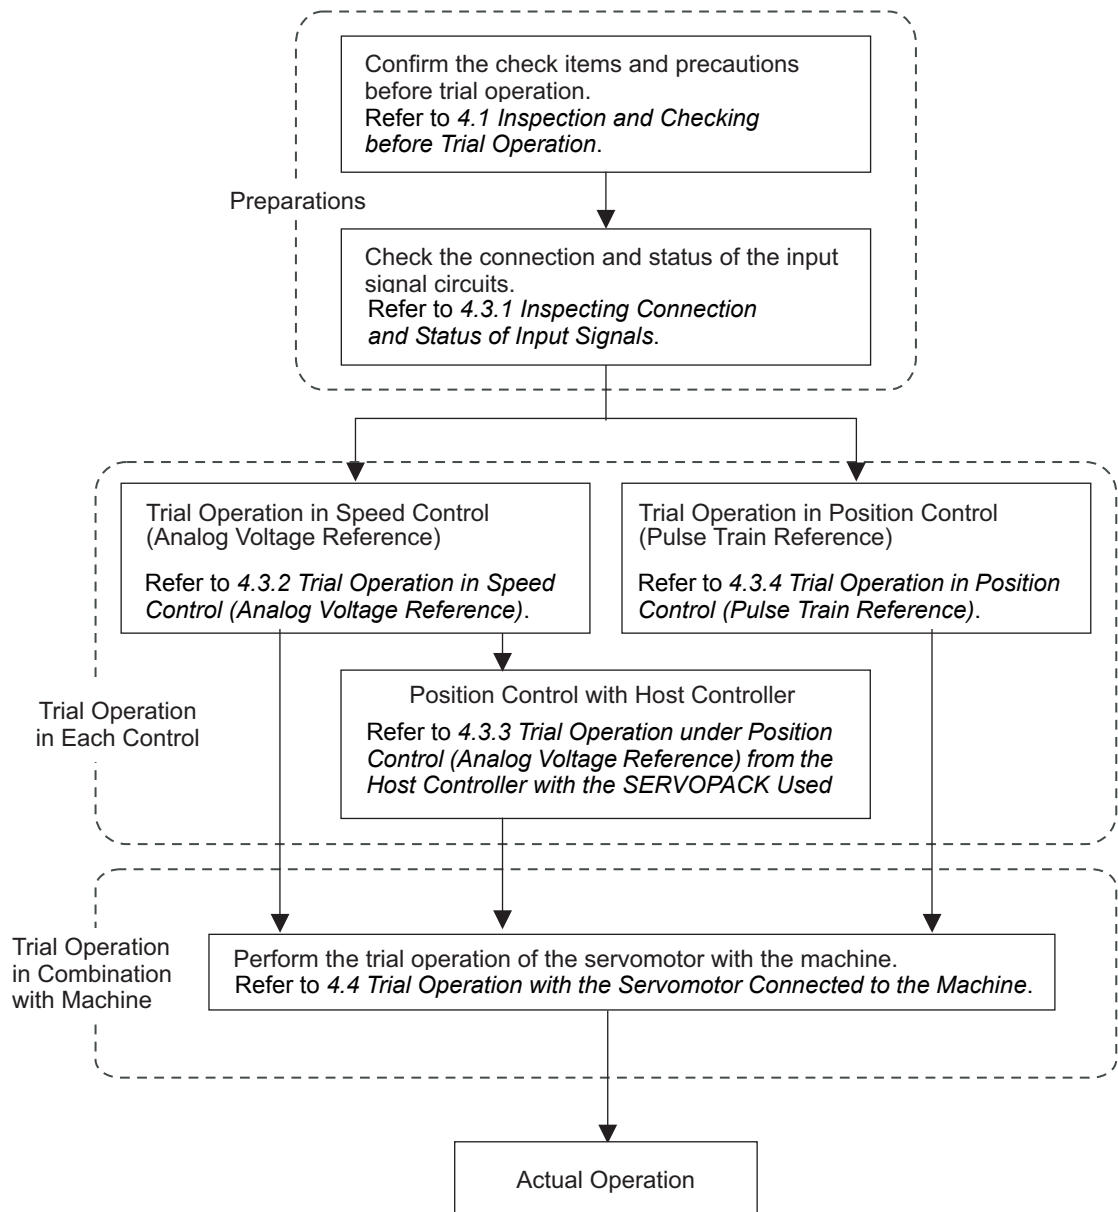 Confirm the check items and precautions
before trial operation.
Refer to 4.1 Inspection and Checking
before Trial Operation.
Preparations
Check the connection and status of the input
signal circuits.
Refer to 4.3.1 Inspecting Connection
and Status of Input Signals.
Trial Operation in Speed Control
(Analog Voltage Reference)
Refer to 4.3.2 Trial Operation in Speed
Control (Analog Voltage Reference).
Trial Operation in Position Control
(Pulse Train Reference)
Refer to 4.3.4 Trial Operation in Position
Control (Pulse Train Reference).
Trial Operation
in Each Control
Position Control with Host Controller
Refer to 4.3.3 Trial Operation under Position
Control (Analog Voltage Reference) from the
Host Controller with the SERVOPACK Used
Trial Operation
in Combination
with Machine
Perform the trial operation of the servomotor with the machine.
Refer to 4.4 Trial Operation with the Servomotor Connected to the Machine.
Actual Operation